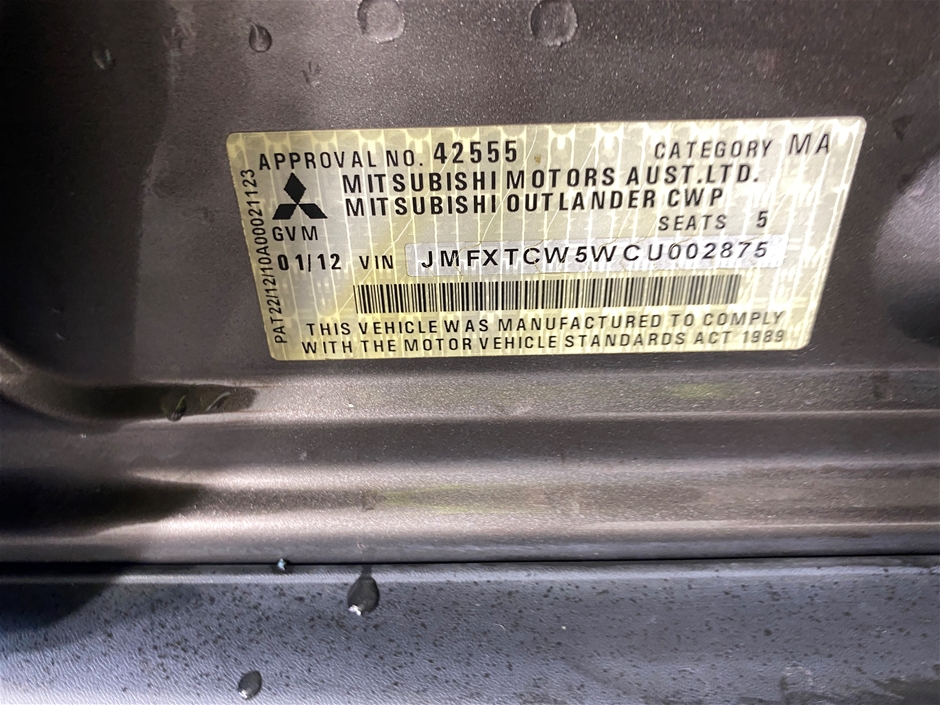 APPROVAL NO. 42555 CATEGORY MA
MITSUBISHI MOTORS AUST.LTD.
MITSUBISHI OUTLANDER CWP
SEATS 5
GVM
01/12 VIN JMFXTCW5WCU002875
THIS VEHICLE WAS MANUFACTURED TO COMPLY
WITH THE MOTOR VEHICLE STANDARDS ACT 1989
PAT22/12/10A00021123